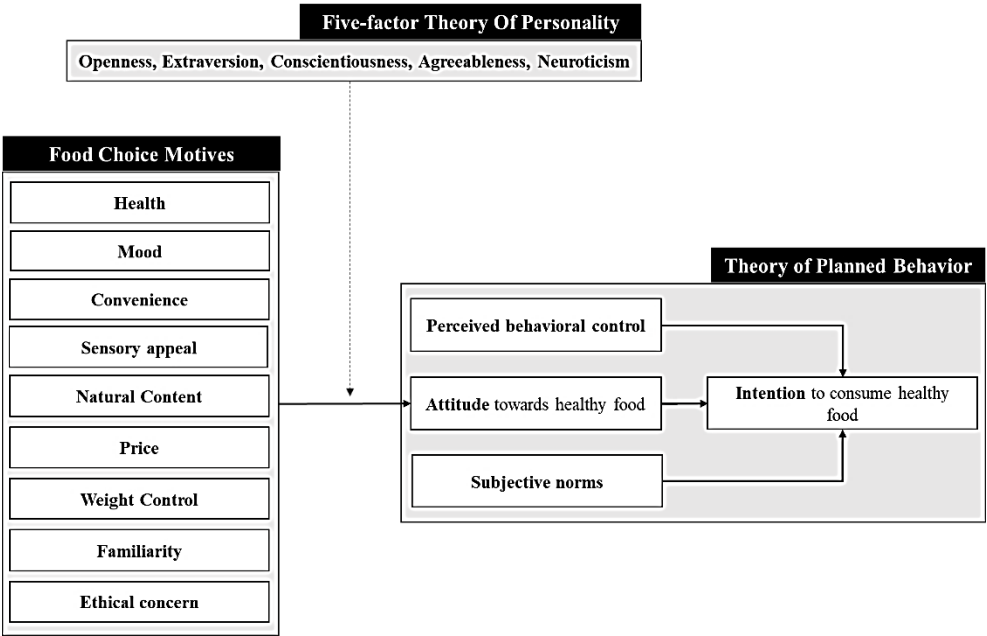 Five-factor Theory Of Personality
Openness, Extraversion, Conscientiousness, Agreeableness, Neuroticism
Food Choice Motives
Health
Mood
Convenience
Sensory appeal
Natural Content
Price
Weight Control
Familiarity
Ethical concern
Theory of Planned Behavior
Perceived behavioral control
Attitude towards healthy food
Subjective norms
Intention to consume healthy
food